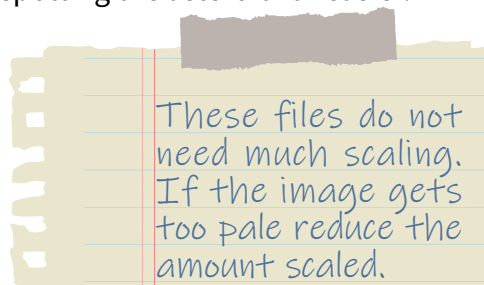 These files do not
need much scaling.
If the image gets
too pale reduce the
amount scaled.